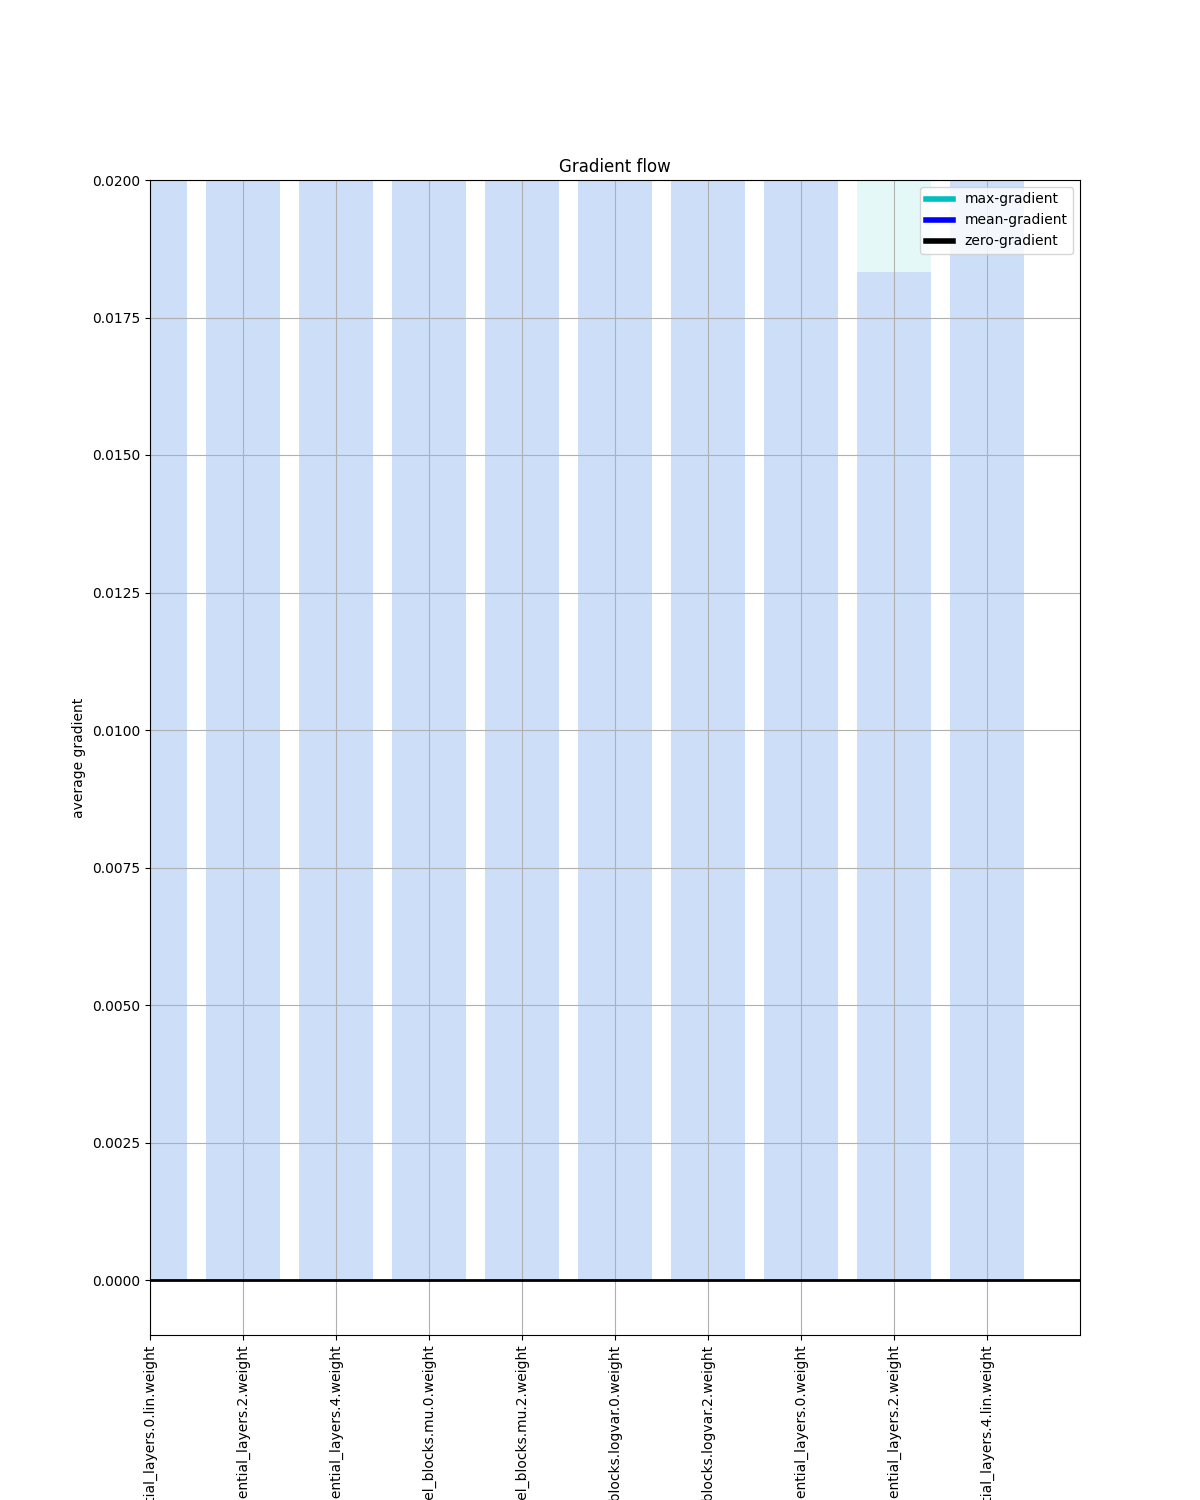 Gradient flow
max-gradient
mean-gradient
zero-gradient
0.0200
0.0175
0.0150
0.0125
0.0100
0.0075
0.0050
0.0025
0.0000
average gradient
tial_layers.0.lin.weight
ential_layers.2.weight
ential_layers.4.weight
el_blocks.mu.0.weight
el_blocks.mu.2.weight
blocks.logvar.0.weight
blocks.logvar.2.weight
ential_layers.0.weight
ential_layers.2.weight
tial_layers.4.lin.weight